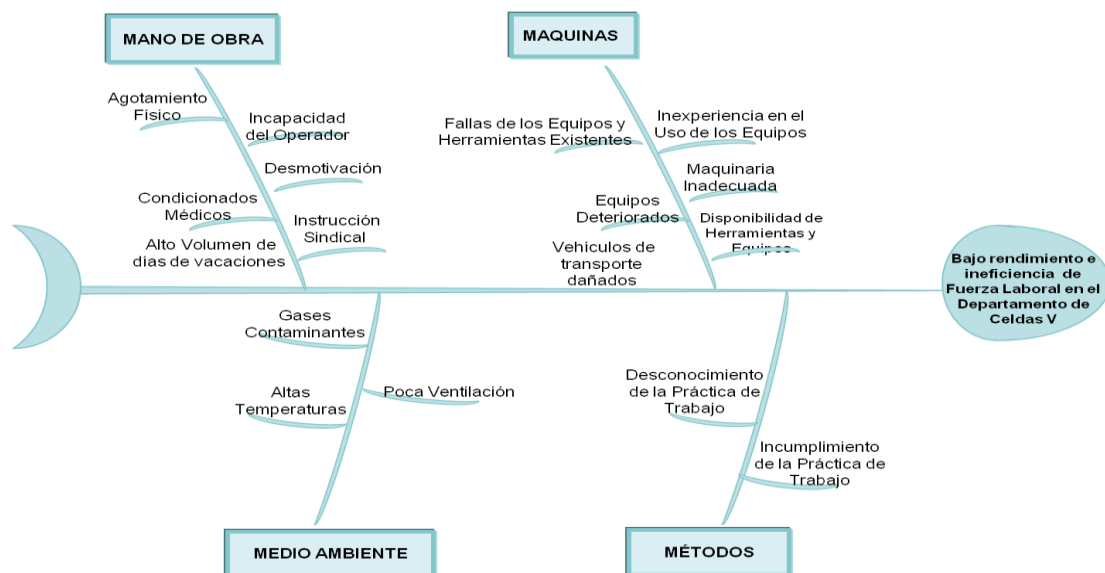 MANO DE OBRA
Agotamiento
Físico
Incapacidad
del Operador
Desmotivación
Condicionados
Médicos
Instrucción
Sindical
Alto Volumen de
días de vacaciones
MAQUINAS
Fallas de los Equipos y
Herramientas Existentes
Inexperiencia en el
Uso de los Equipos
Maquinaria
Inadecuada
Equipos
Deteriorados
Disponibilidad de
Herramientas y
Equipos
Vehículos de
transporte
dañados
Bajo rendimiento e
ineficiencia de
Fuerza Laboral en el
Departamento de
Celdas V
Gases
Contaminantes
Altas
Temperaturas
Poca Ventilación
MEDIO AMBIENTE
Desconocimiento
de la Práctica de
Trabajo
Incumplimiento
de la Práctica de
Trabajo
MÉTODOS